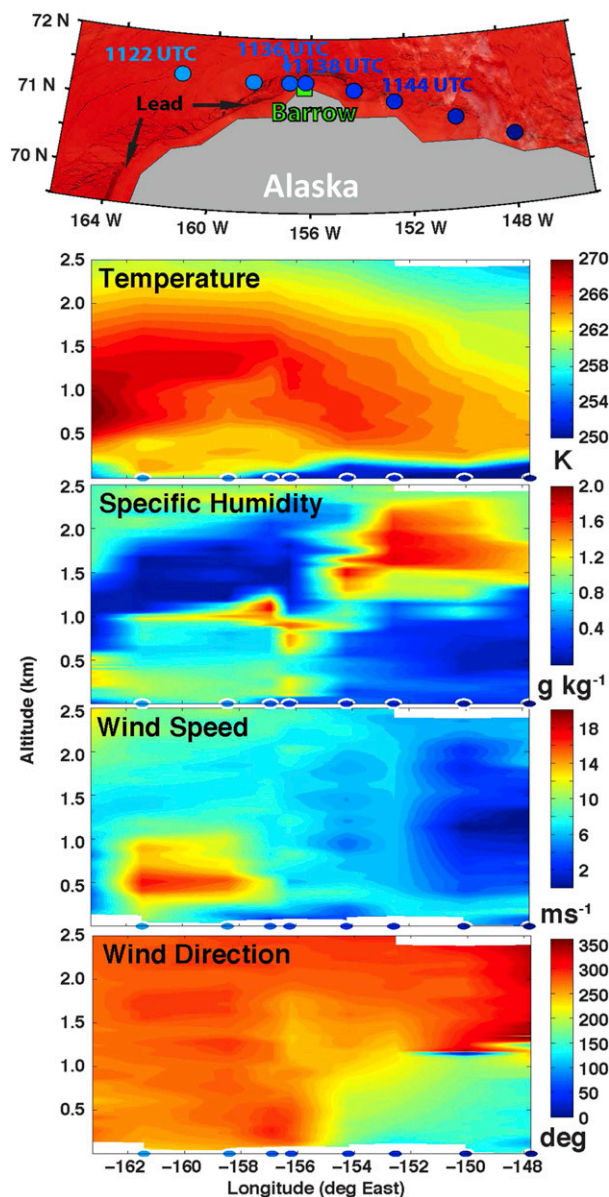 72 N
1136 UTC
1122 UTC
1138 UTC
71 N
1144 UTC
Lead
Barrow
70 N
Alaska
164 W 160 W 156 W 152 W 148 W
2.5
Temperature
270
2.0
266
1.5
262
1.0
258
0.5
254
250
K
2.5
Specific Humidity
2.0
2.0
1.6
1.5
1.2
1.0
0.8
0.5
0.4
g kg-1
Altitude (km)
2.5
Wind Speed
18
2.0
14
1.5
10
1.0
6
0.5
2
ms-1
2.5
Wind Direction
350
2.0
300
250
1.5
200
1.0
150
100
0.5
50
0
deg
−162 −160 −158 −156 −154 −152 −150 −148
Longitude (deg East)